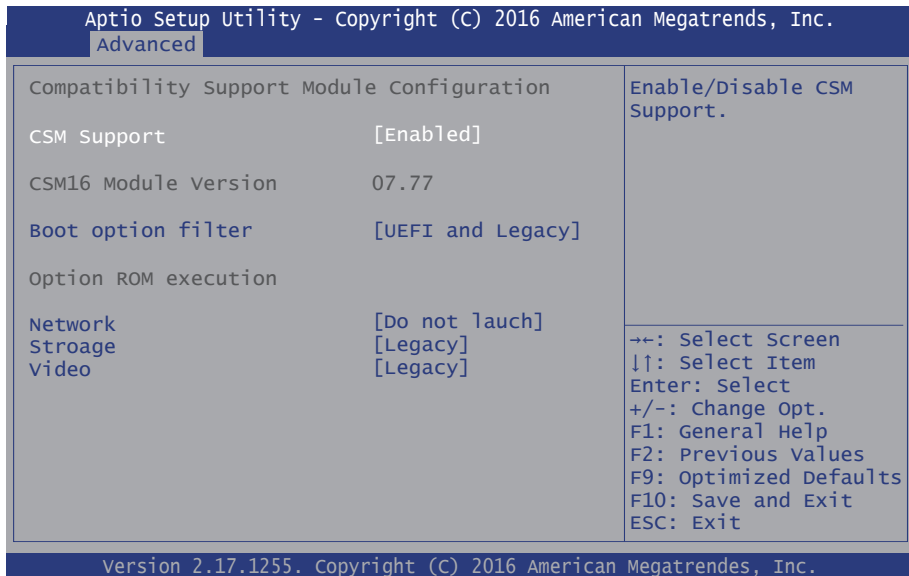 Aptio Setup Utility - Copyright (C) 2016 American Megatrends, Inc.
Advanced
Compatibility Support Module Configuration
CSM Support [Enabled]
CSM16 Module Version 07.77
Boot option filter [UEFI and Legacy]
Option ROM execution
Network [Do not lauch]
Stroage [Legacy]
Video [Legacy]
Enable/Disable CSM
Support.
→←: Select Screen
↓↑: Select Item
Enter: Select
+/-: Change Opt.
F1: General Help
F2: Previous Values
F9: Optimized Defaults
F10: Save and Exit
ESC: Exit
Version 2.17.1255. Copyright (C) 2016 American Megatrendes, Inc.